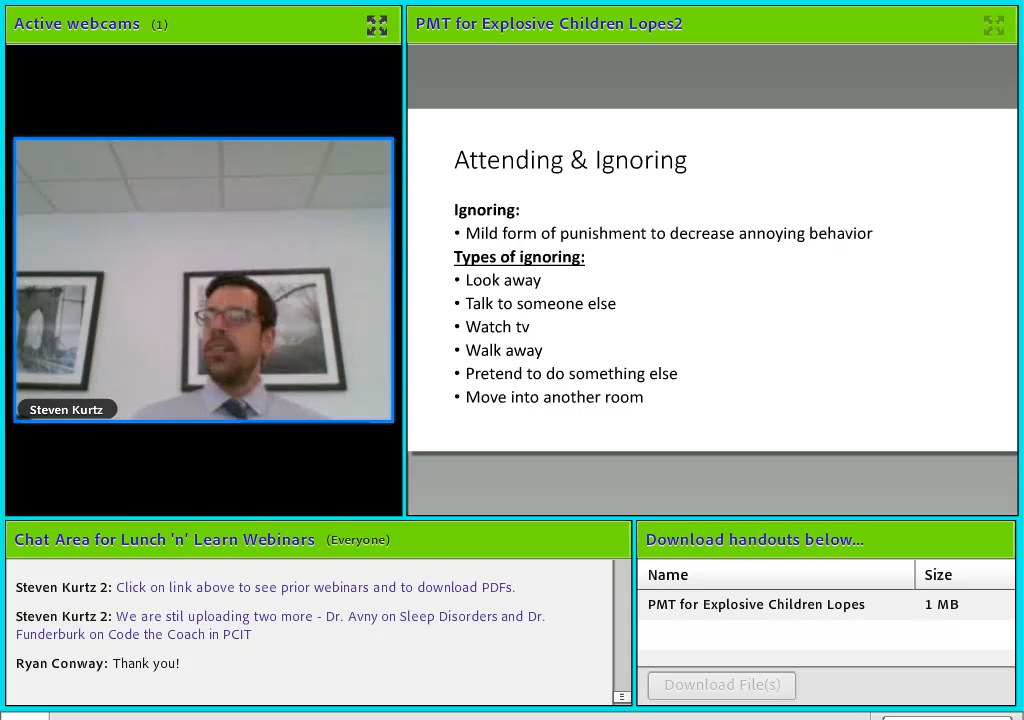 Active webcams (1)
PMT for Explosive Children Lopes2
Steven Kurtz
Attending & Ignoring
Ignoring:
• Mild form of punishment to decrease annoying behavior
Types of ignoring:
• Look away
• Talk to someone else
• Watch tv
• Walk away
• Pretend to do something else
• Move into another room
Chat Area for Lunch 'n' Learn Webinars (Everyone)
Steven Kurtz 2: Click on link above to see prior webinars and to download PDFs.
Steven Kurtz 2: We are stil uploading two more - Dr. Avny on Sleep Disorders and Dr.
Funderburk on Code the Coach in PCIT
Ryan Conway: Thank you!
Download handouts below...
Name Size
PMT for Explosive Children Lopes 1 MB
Download File(s)